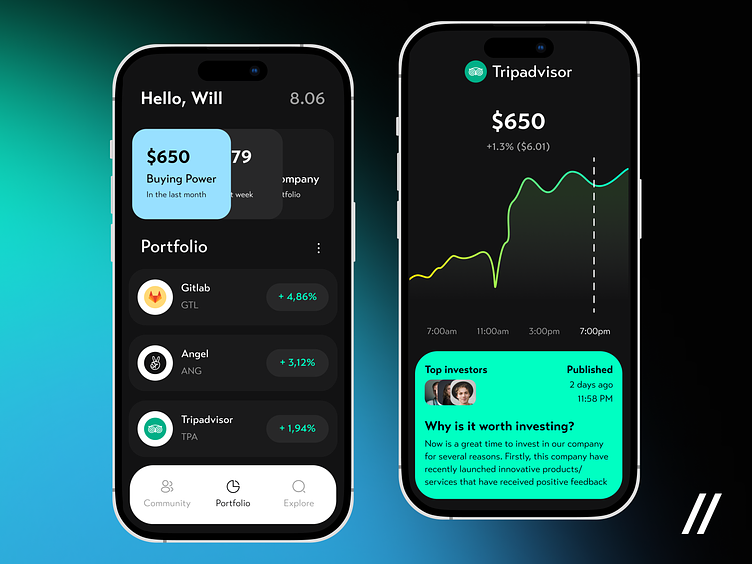 Hello, Will
8.06
$650
Buying Power
In the last month
79
t week
ompany
tfolio
Portfolio
Gitlab
GTL
+ 4,86%
Angel
ANG
+ 3,12%
Tripadvisor
TPA
+ 1,94%
Community
Portfolio
Explore
Tripadvisor
$650
+1.3% ($6.01)
7:00am
11:00am
3:00pm
7:00pm
Top investors
Published
2 days ago
11:58 PM
Why is it worth investing?
Now is a great time to invest in our company
for several reasons. Firstly, this company have
recently launched innovative products/
services that have received positive feedback